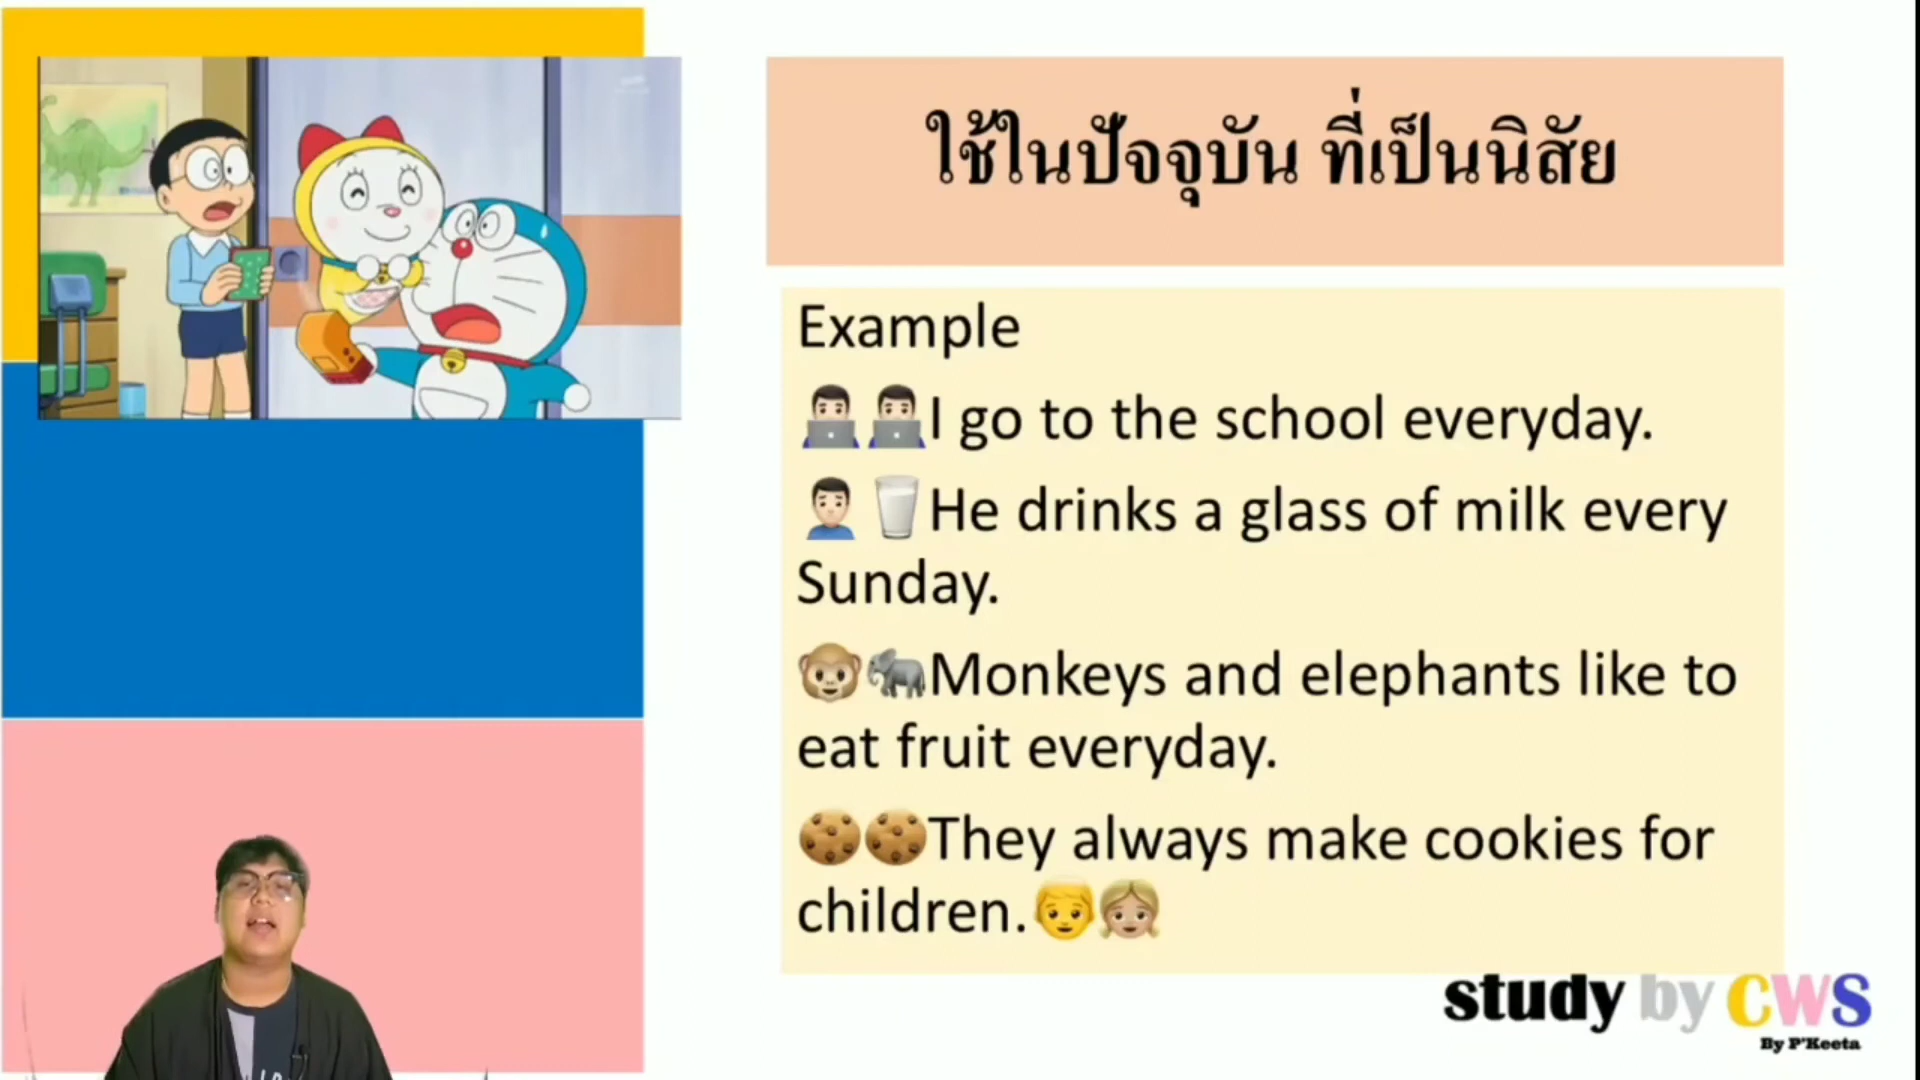 ใช้ในปัจจุบัน ที่เป็นนิสัย
Example
I go to the school everyday.
He drinks a glass of milk every
Sunday.
Monkeys and elephants like to
eat fruit everyday.
They always make cookies for
children.
study by CWS
By P'Keeta